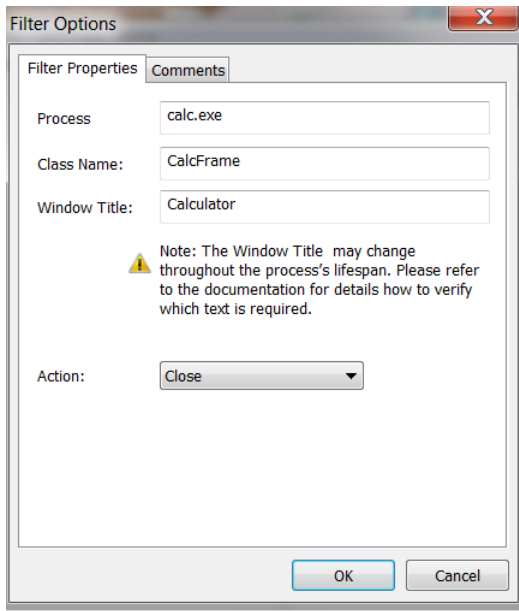 Filter Options
X
Filter Properties Comments
Process calc.exe
Class Name: CalcFrame
Window Title: Calculator
Note: The Window Title may change
throughout the process's lifespan. Please refer
to the documentation for details how to verify
which text is required.
Action: Close
OK Cancel